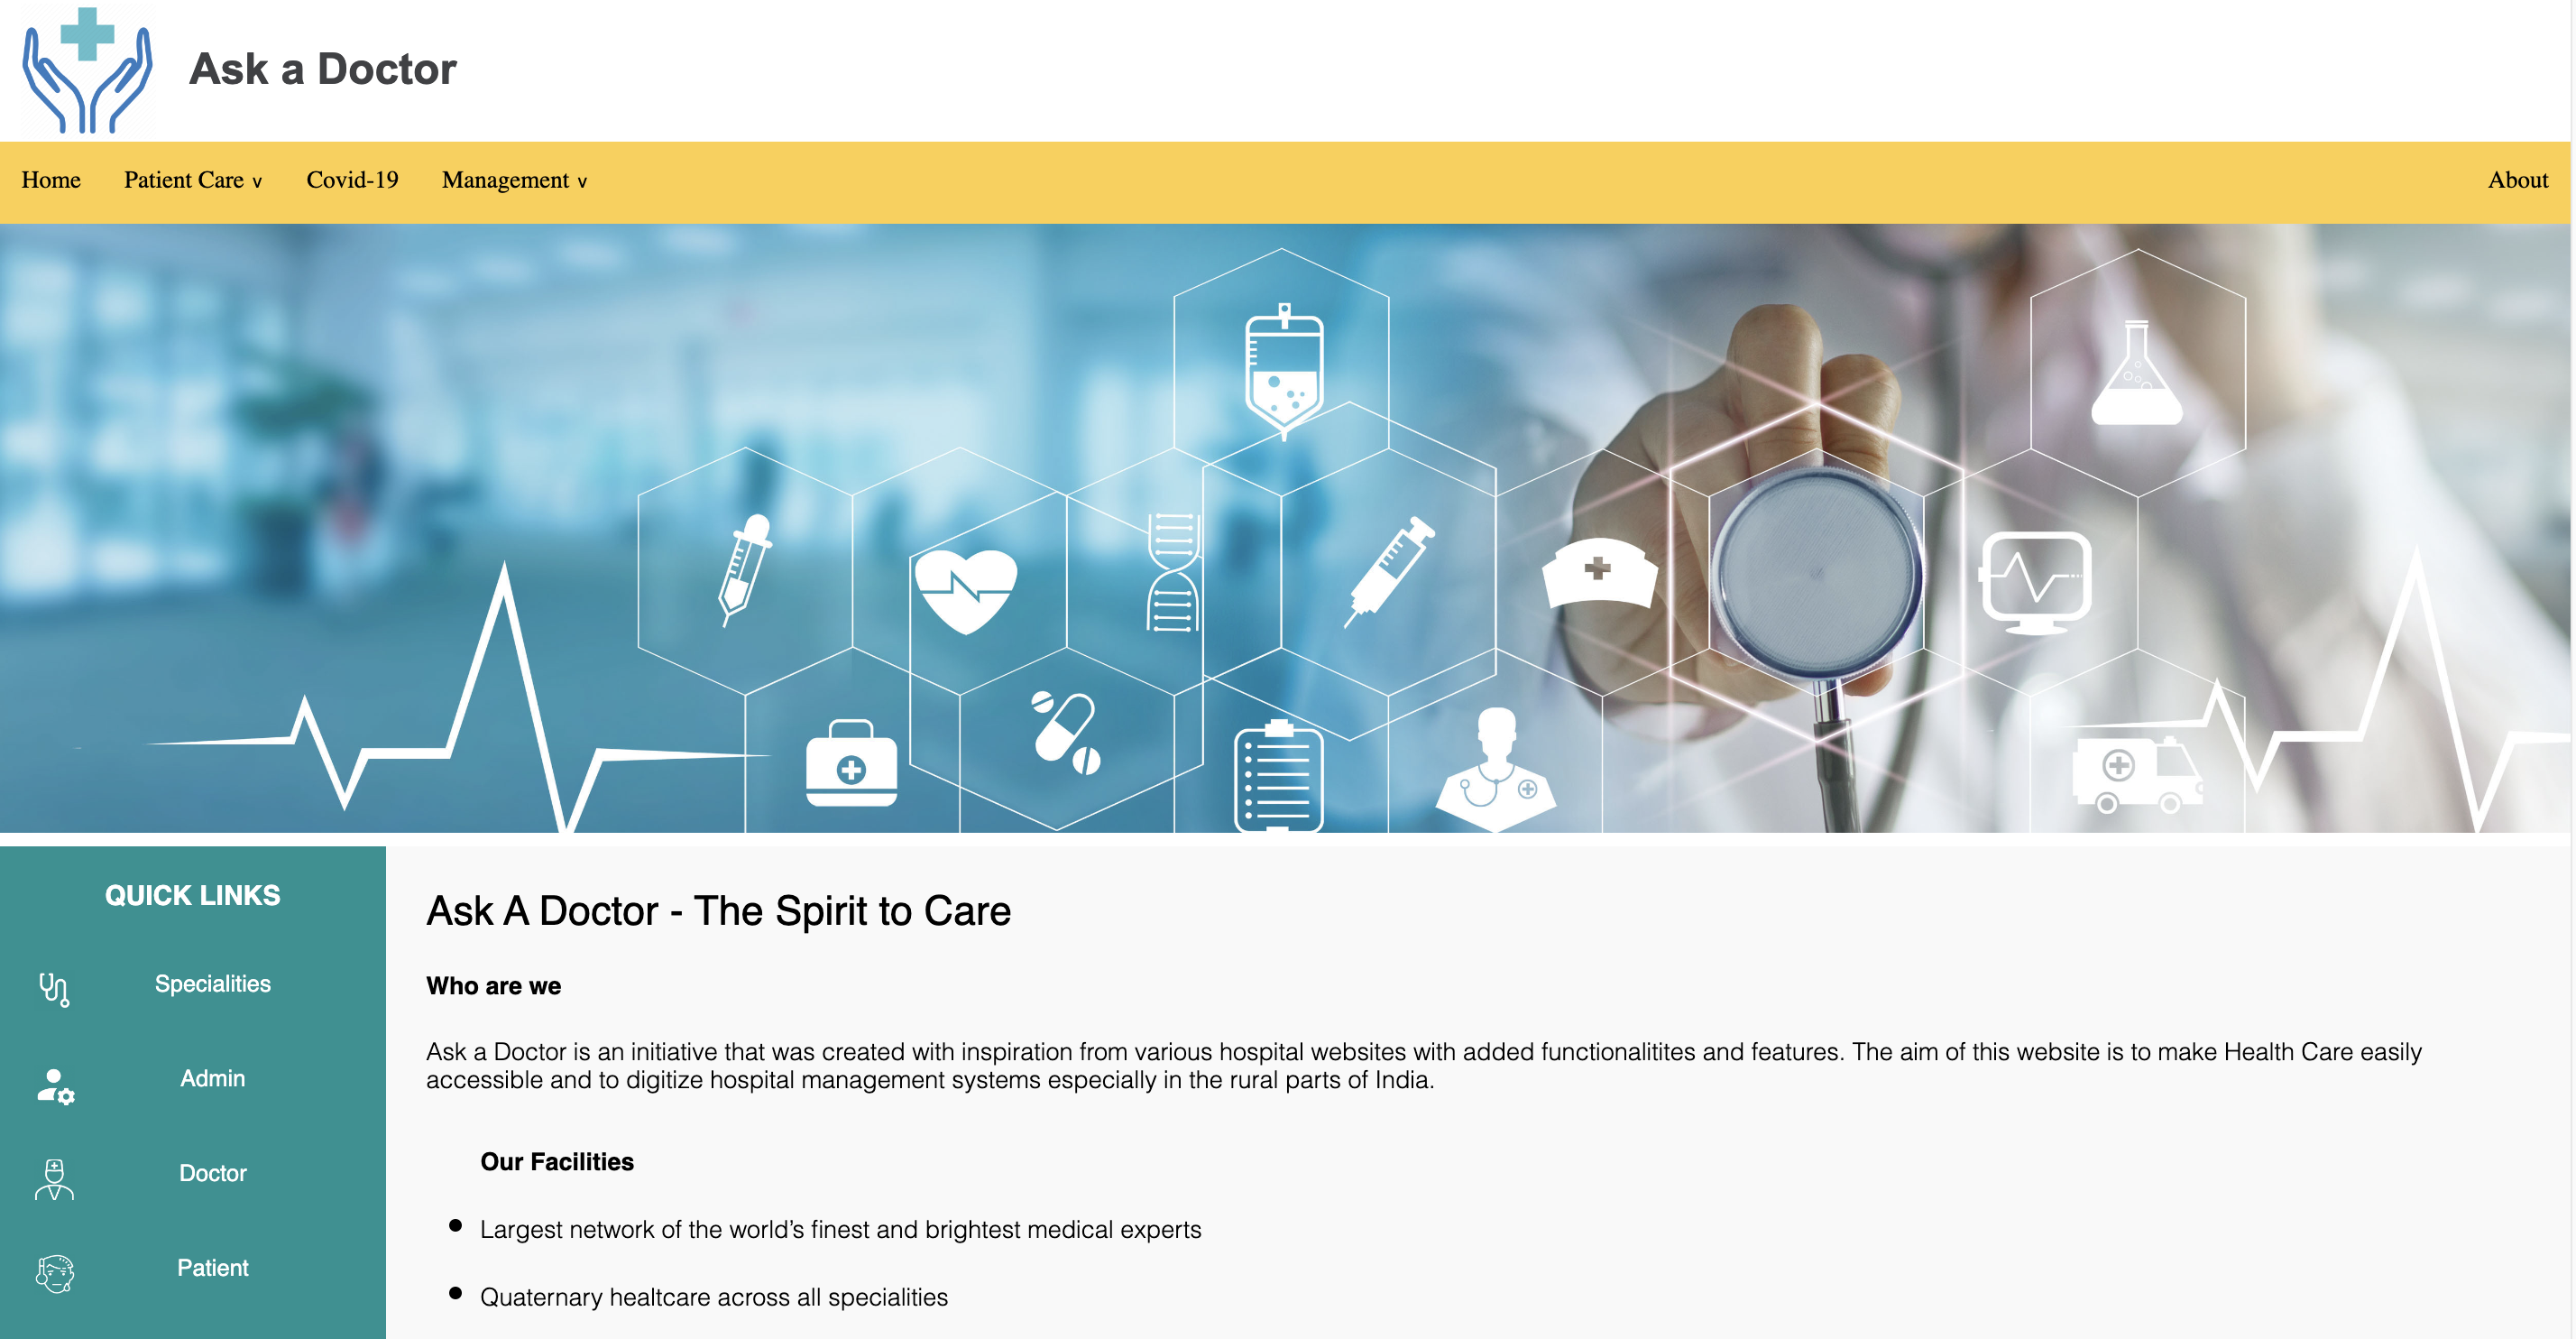 Ask a Doctor
Home Patient Care v Covid-19 Management v About
QUICK LINKS
Specialities
Admin
Doctor
Patient
Ask A Doctor - The Spirit to Care
Who are we
Ask a Doctor is an initiative that was created with inspiration from various hospital websites with added functionalitites and features. The aim of this website is to make Health Care easily
accessible and to digitize hospital management systems especially in the rural parts of India.
Our Facilities
Largest network of the world’s finest and brightest medical experts
Quaternary healtcare across all specialities